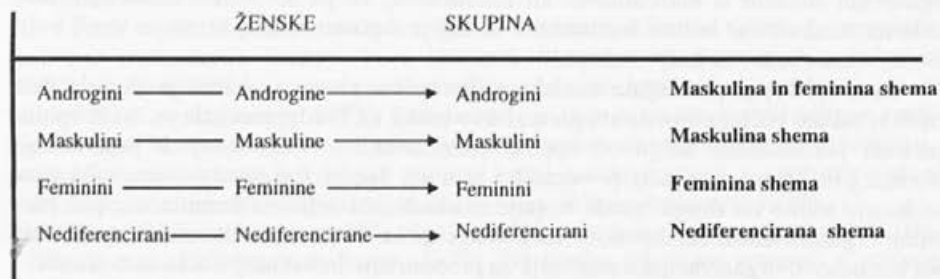 ŽENSKE SKUPINA
Androgini Androgine Androgini Maskulina in feminina shema
Maskulini Maskuline Maskulini Maskulina shema
Feminini Feminine Feminini Feminina shema
Nediferencirani Nediferencirane Nediferencirani Nediferencirana shema